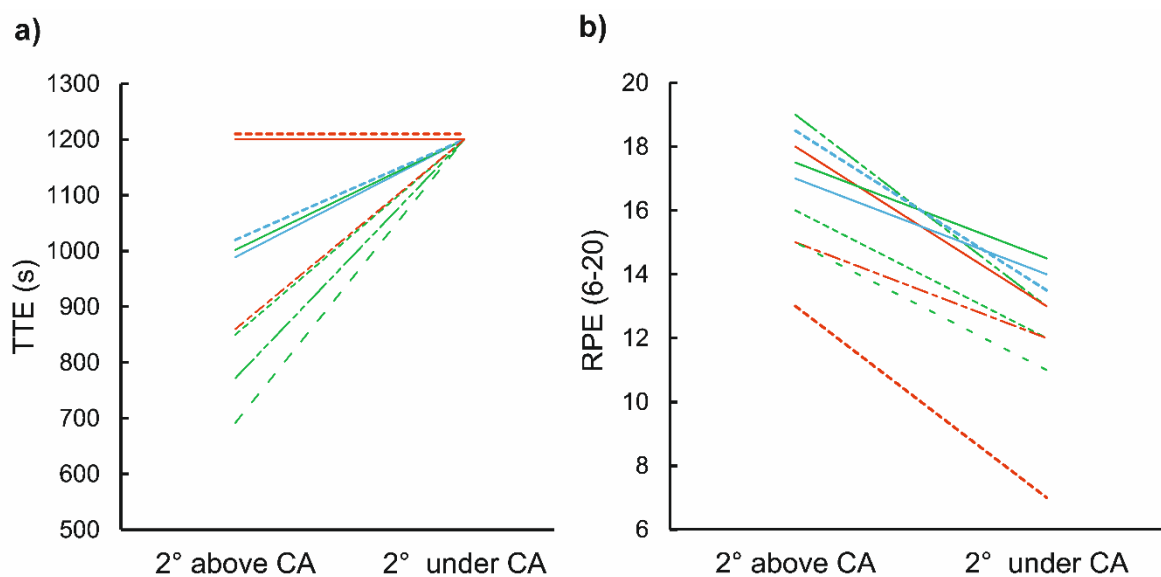 a)
TTE (s)
1300
1200
1100
1000
900
800
700
600
500
2° above CA
2° under CA
b)
RPE (6-20)
20
18
16
14
12
10
8
6
2° above CA
2° under CA